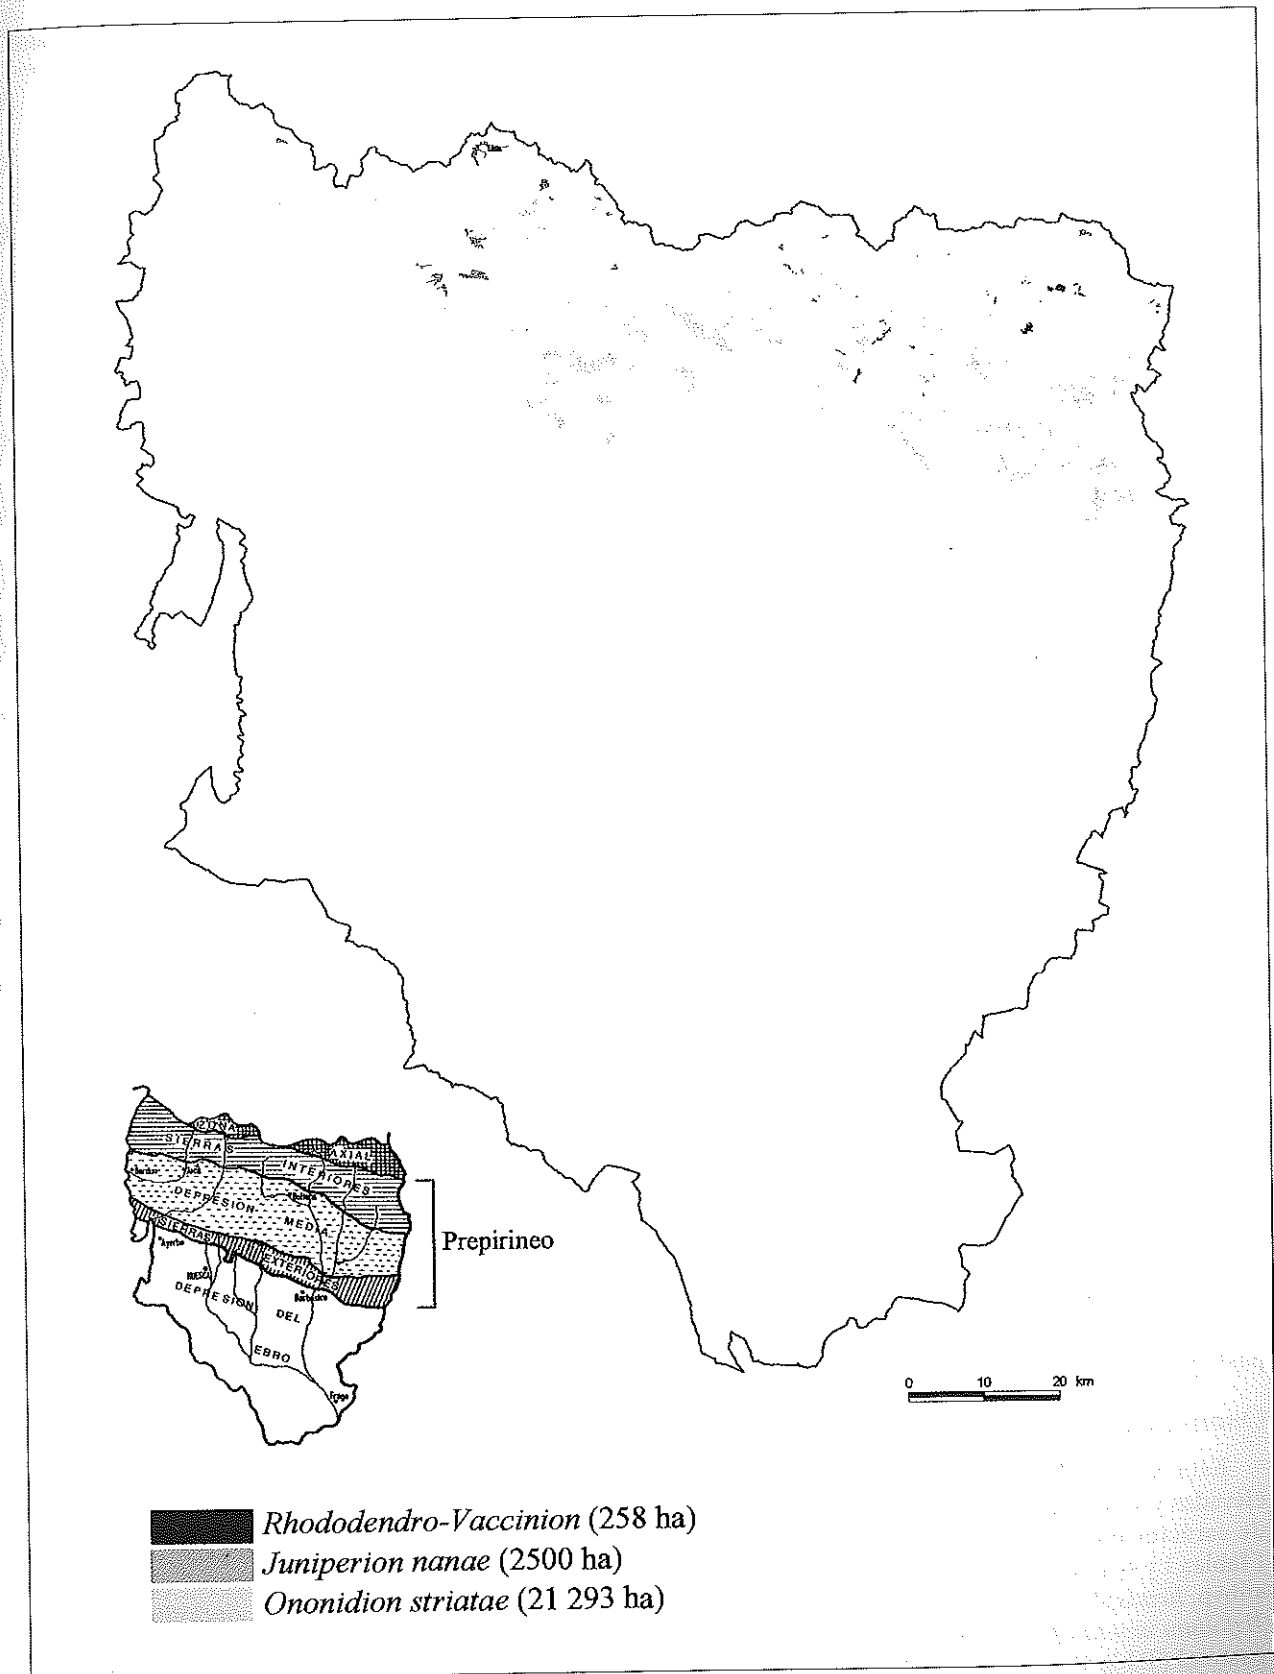 0 10 20 km
ZONA
AXIAL
SIERRAS
INTERIORES
DEPRESION
MEDIA
SIERRAS
EXTERIORES
Ayerbe
HUESCA
Barbastro
DEPRESION
DEL
EBRO
Fraga
Prepirineo
Rhododendro-Vaccinion (258 ha)
Juniperion nanae (2500 ha)
Ononidion striatae (21 293 ha)